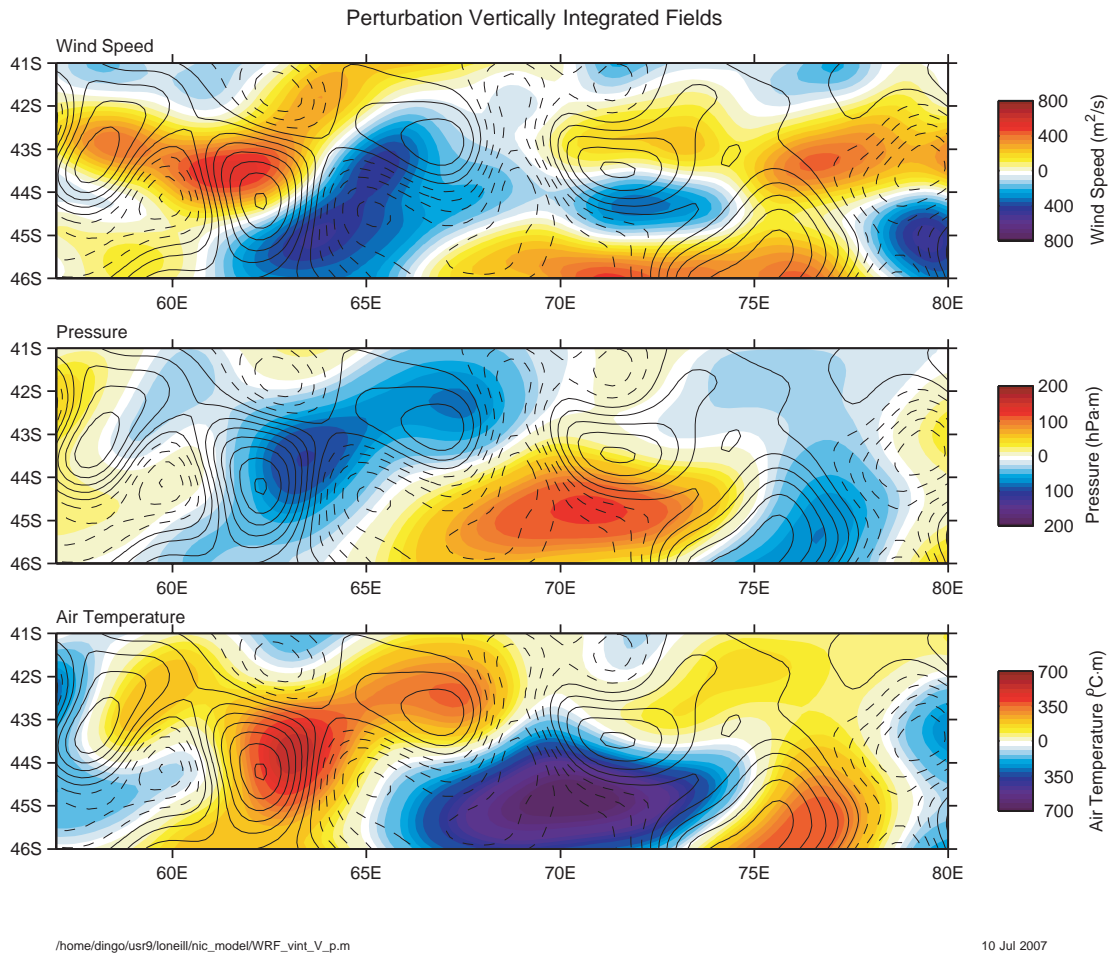 Perturbation Vertically Integrated Fields
Wind Speed
41S
42S
43S
44S
45S
46S
60E
65E
70E
75E
80E
800
400
0
400
800
Wind Speed (m²/s)
Pressure
41S
42S
43S
44S
45S
46S
60E
65E
70E
75E
80E
200
100
0
100
200
Pressure (hPa·m)
Air Temperature
41S
42S
43S
44S
45S
46S
60E
65E
70E
75E
80E
700
350
0
350
700
Air Temperature (ºC·m)
/home/dingo/usr9/loneill/nic_model/WRF_vint_V_p.m
10 Jul 2007